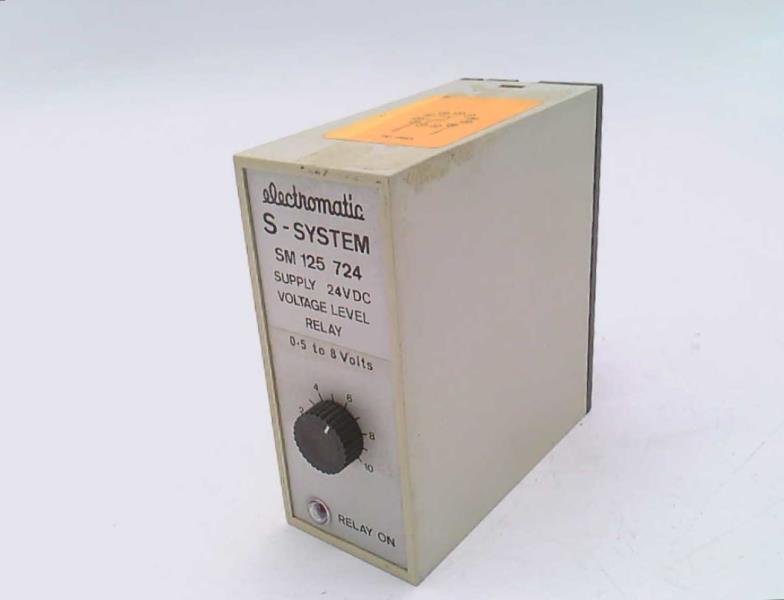 electromatic
S-SYSTEM
SM 125 724
SUPPLY 24VDC
VOLTAGE LEVEL
RELAY
0·5 to 8 Volts
2 4 6 8 10
RELAY ON